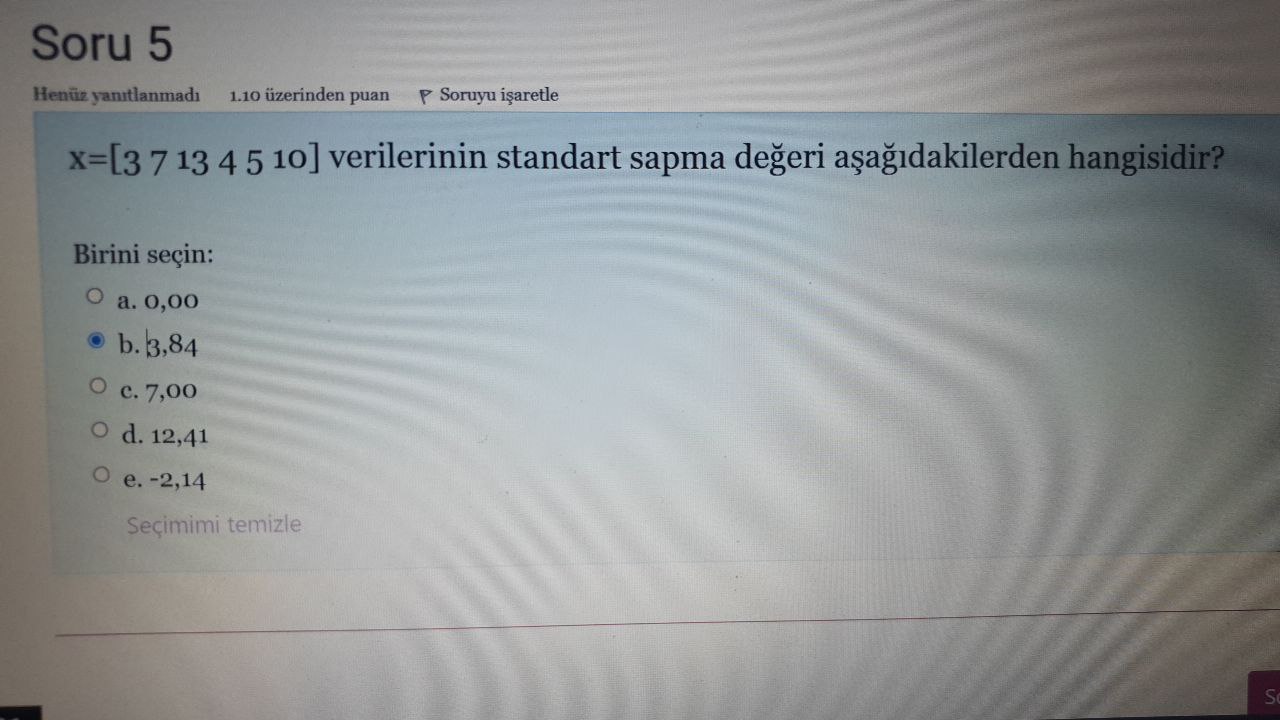 Soru 5
Henüz yanıtlanmadı 1.10 üzerinden puan Soruyu işaretle
x=[3 7 13 4 5 10] verilerinin standart sapma değeri aşağıdakilerden hangisidir?
Birini seçin:
a. 0,00
b. 3,84
c. 7,00
d. 12,41
e. -2,14
Seçimimi temizle